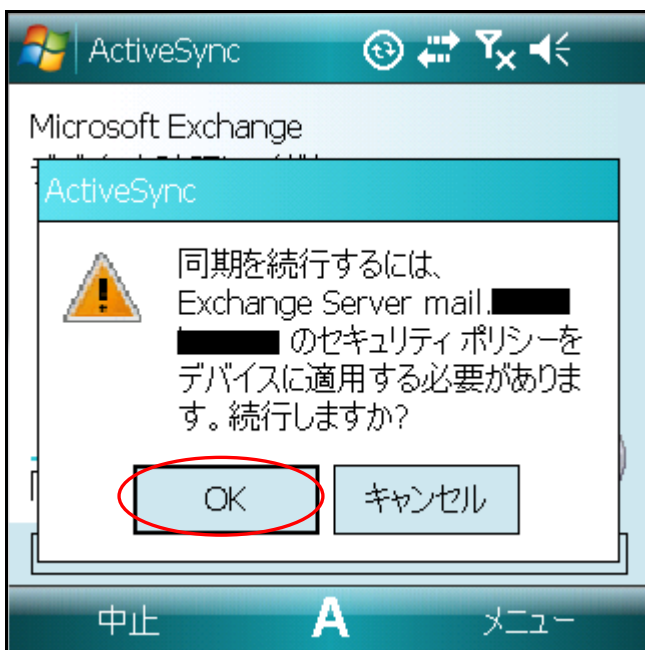 ActiveSync
Microsoft Exchange
ActiveSync
同期を続行するには、
Exchange Server mail.
のセキュリティ ポリシーを
デバイスに適用する必要がありま
す。続行しますか?
OK キャンセル
中止 A メニュー